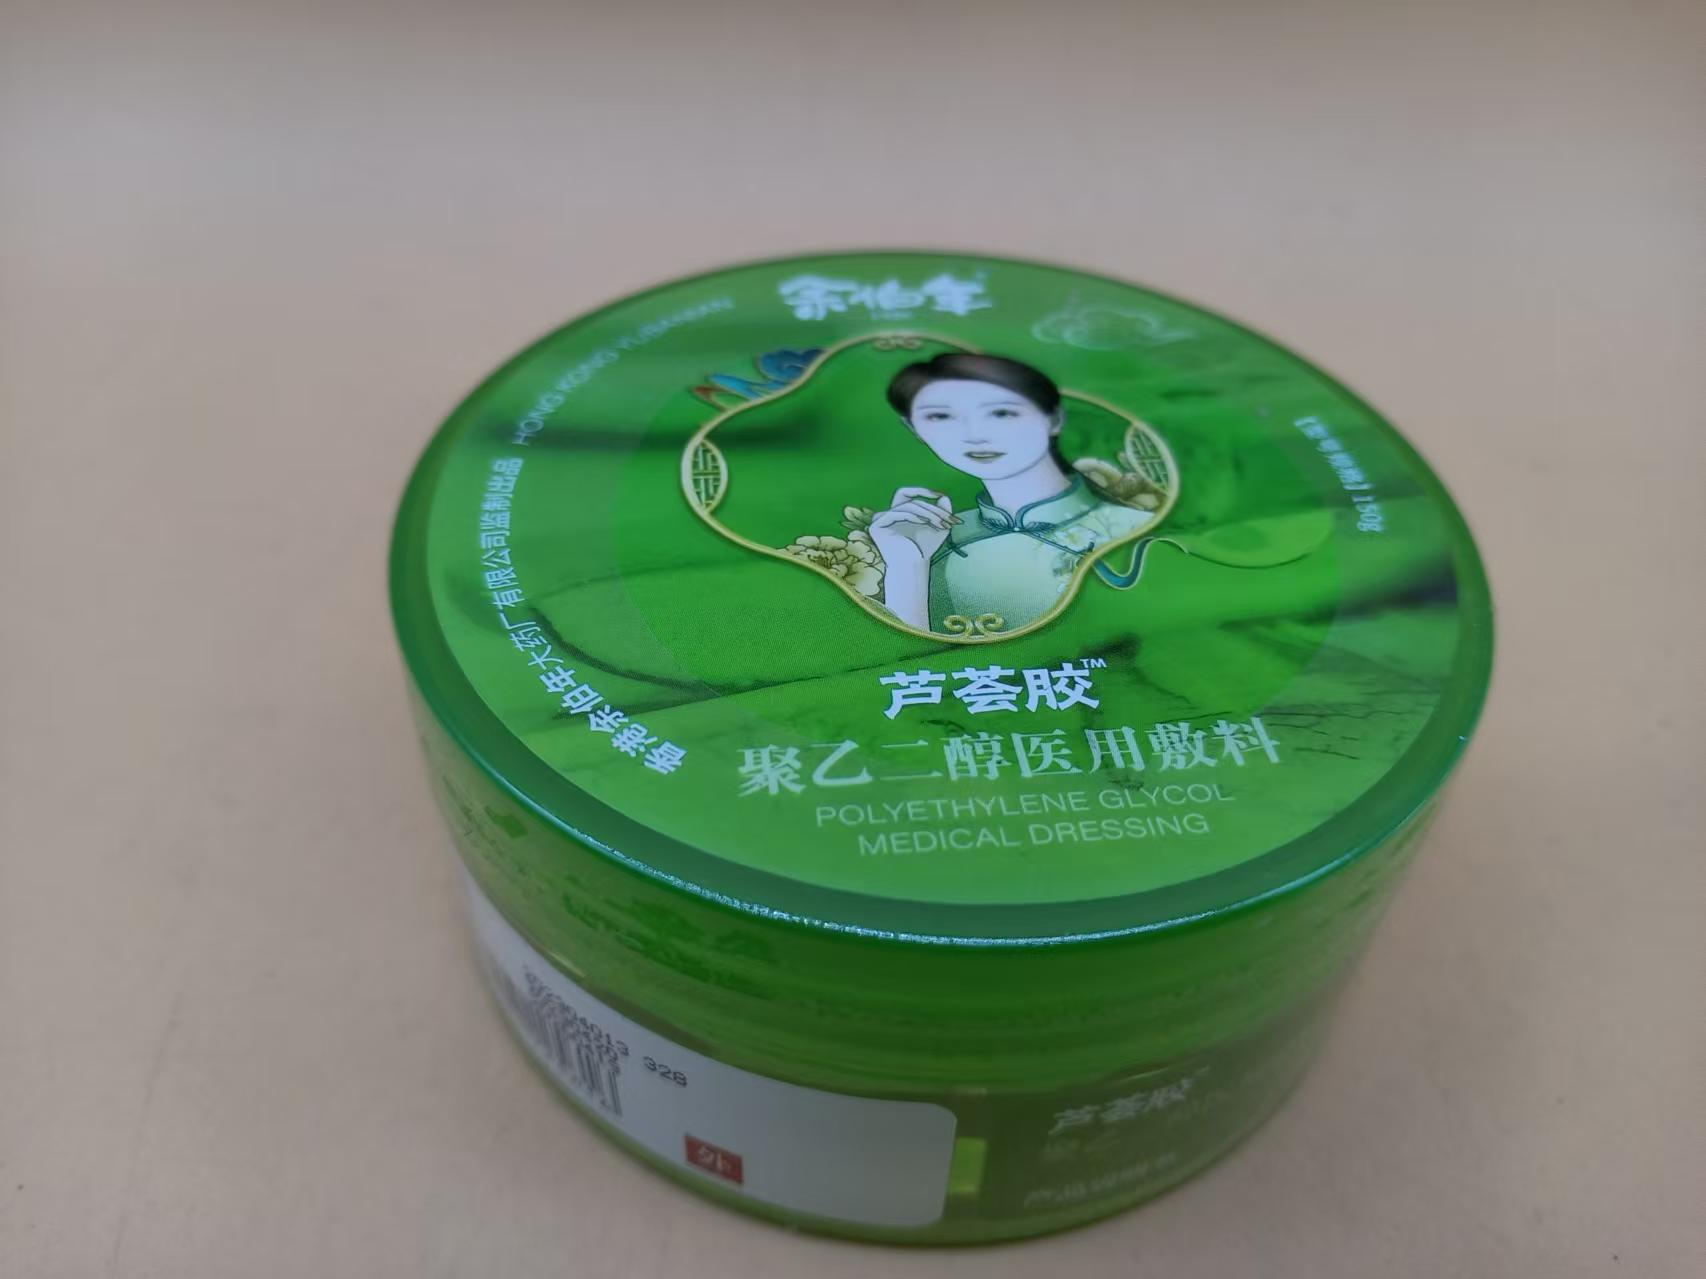 余伯年
HONG KONG YUBAINIAN
香港余伯年大药厂有限公司监制出品
150g
芦荟胶™
聚乙二醇医用敷料
POLYETHYLENE GLYCOL
MEDICAL DRESSING
328
外
芦荟胶